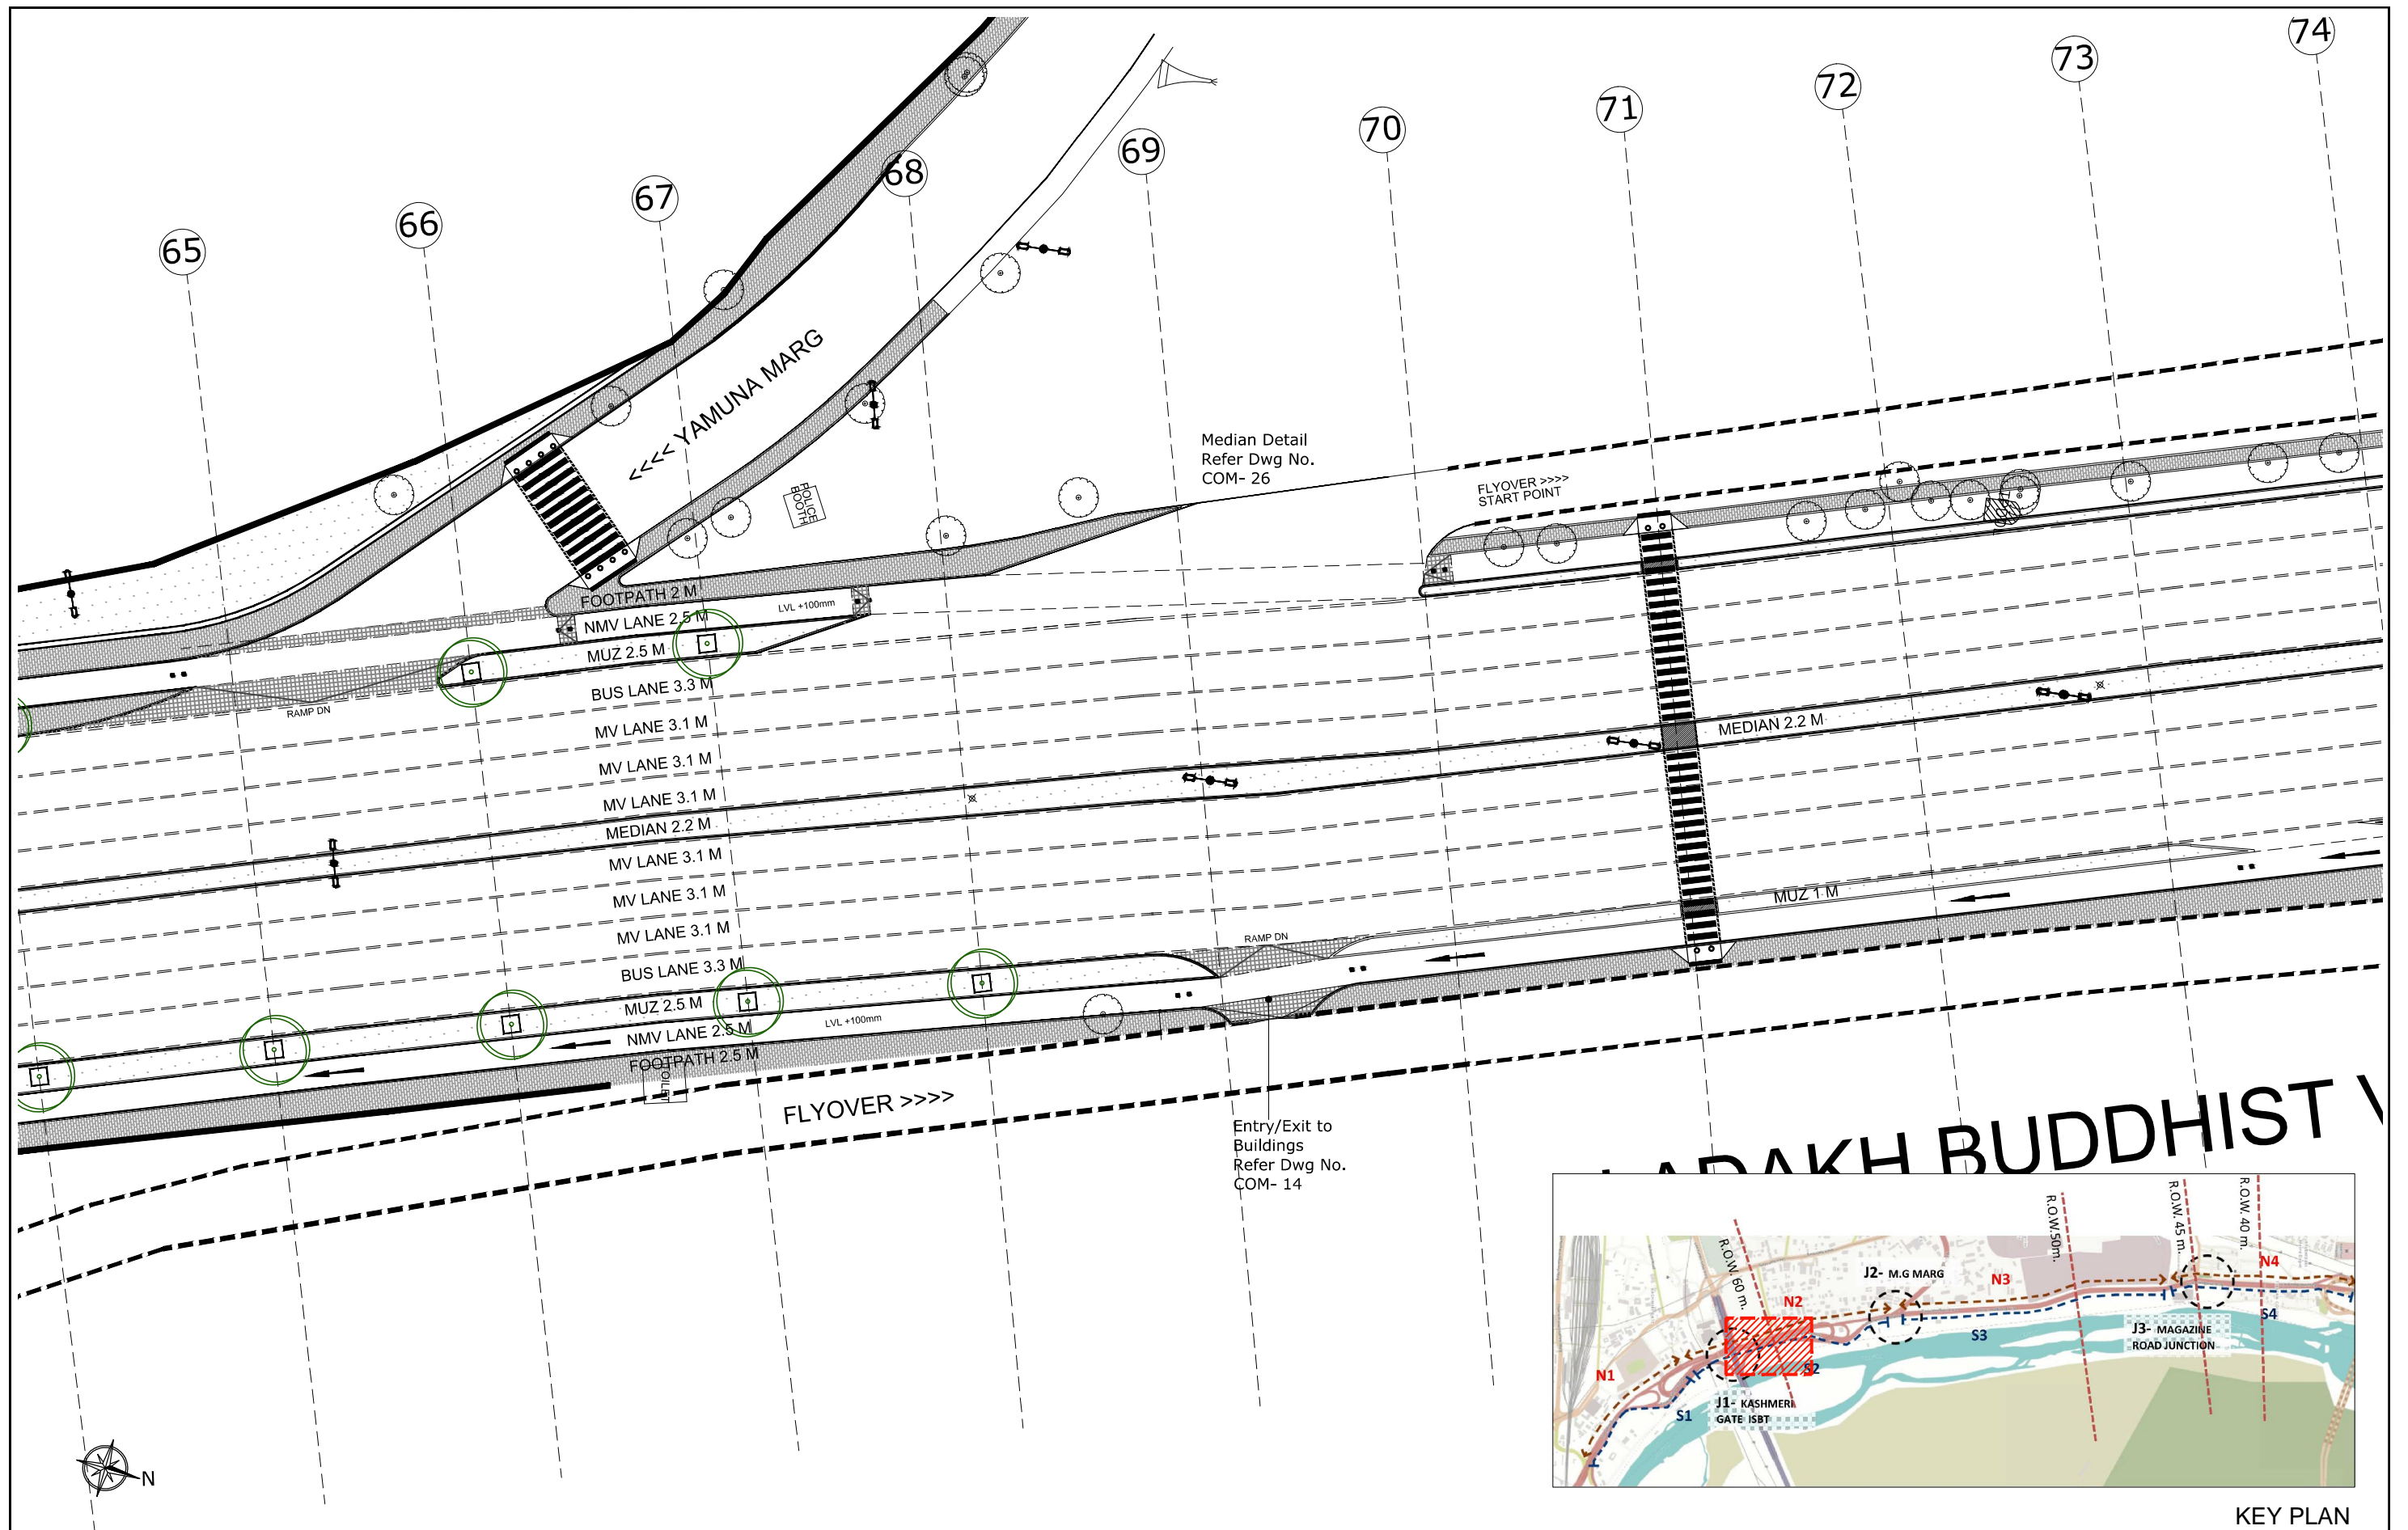 74
73
72
71
70
69
68
67
66
65
<<<< YAMUNA MARG
POLICE
BOOTH
Median Detail
Refer Dwg No.
COM- 26
FLYOVER >>>>
START POINT
FOOTPATH 2 M
NMV LANE 2.5 M
LVL +100mm
MUZ 2.5 M
BUS LANE 3.3 M
RAMP DN
MV LANE 3.1 M
MV LANE 3.1 M
MV LANE 3.1 M
MEDIAN 2.2 M
MEDIAN 2.2 M
MV LANE 3.1 M
MV LANE 3.1 M
MV LANE 3.1 M
BUS LANE 3.3 M
MUZ 2.5 M
NMV LANE 2.5 M
LVL +100mm
FOOTPATH 2.5 M
TOILET
RAMP DN
MUZ 1 M
FLYOVER >>>>
Entry/Exit to
Buildings
Refer Dwg No.
COM- 14
LADAKH BUDDHIST V
R.O.W. 60 m.
R.O.W.50m.
R.O.W. 45 m.
R.O.W. 40 m.
J2- M.G MARG
N1
N2
N3
N4
S1
S2
S3
S4
J1- KASHMERI
GATE ISBT
J3- MAGAZINE
ROAD JUNCTION
N
KEY PLAN